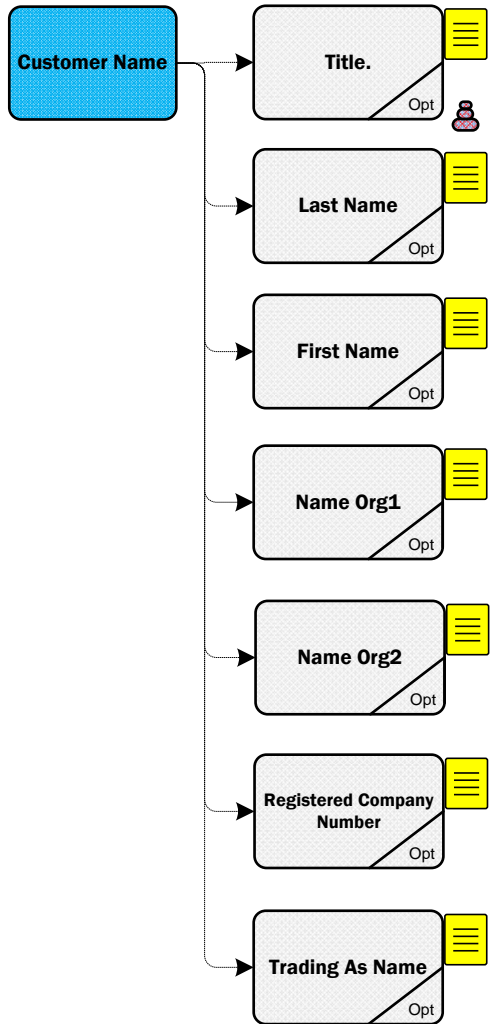 Customer Name
Title.
Opt
Last Name
Opt
First Name
Opt
Name Org1
Opt
Name Org2
Opt
Registered Company
Number
Opt
Trading As Name
Opt